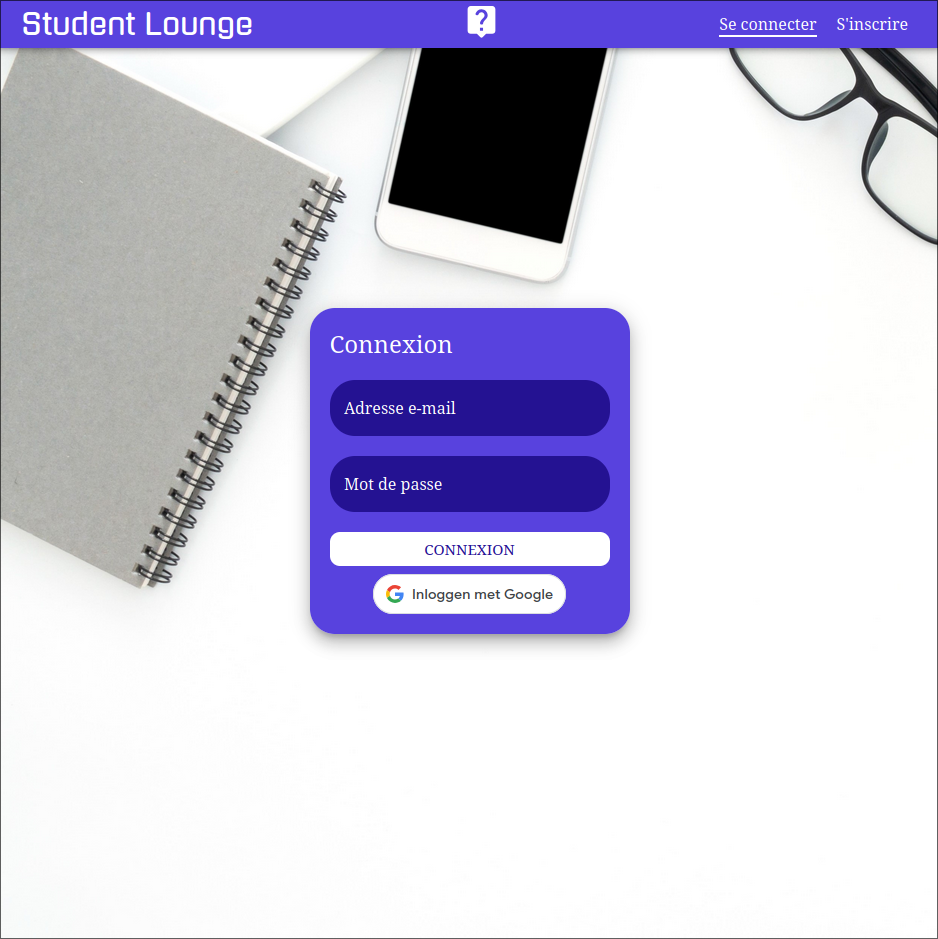 Student Lounge
?
Se connecter
S'inscrire
Connexion
Adresse e-mail
Mot de passe
CONNEXION
Inloggen met Google